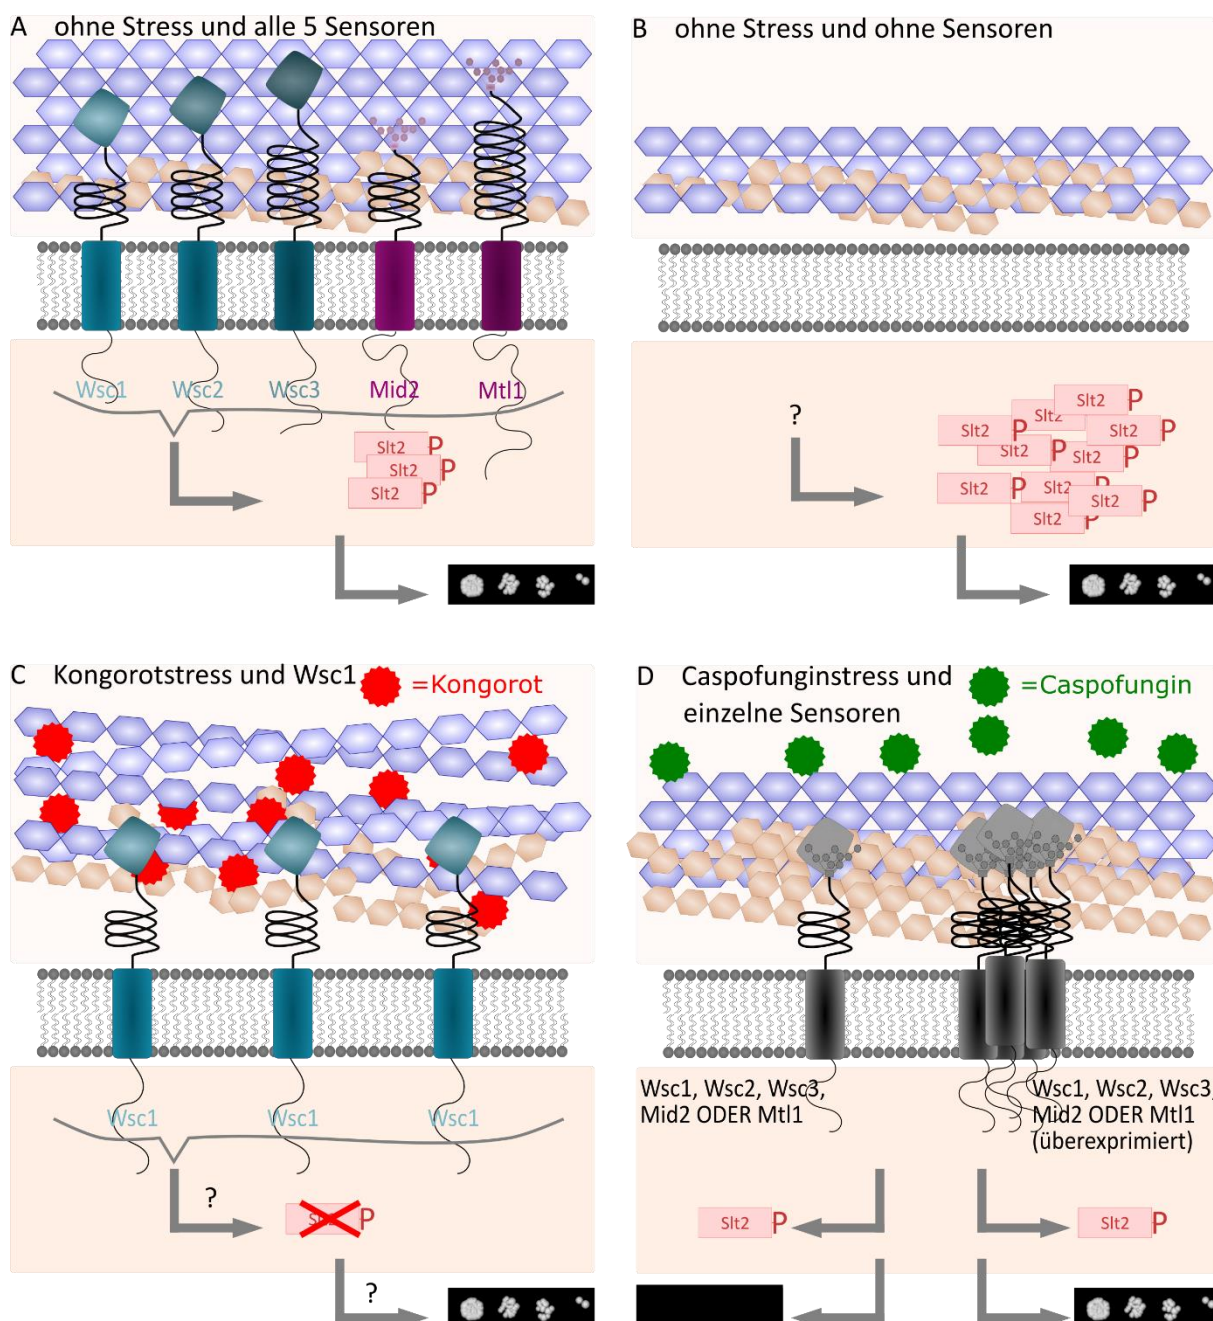 A ohne Stress und alle 5 Sensoren
Wsc1 Wsc2 Wsc3 Mid2 Mtl1
Slt2 P
Slt2 P
Slt2 P
B ohne Stress und ohne Sensoren
?
Slt2 P
Slt2
Slt2 P
Slt2 P
Slt2 P
Slt2 P
Slt2 P
Slt2 P
Slt2 P
Slt2 P
C Kongorotstress und Wsc1
=Kongorot
Wsc1 Wsc1 Wsc1
?
P
?
D Caspofunginstress und
einzelne Sensoren
=Caspofungin
Wsc1, Wsc2, Wsc3,
Mid2 ODER Mtl1
Wsc1, Wsc2, Wsc3,
Mid2 ODER Mtl1
(überexprimiert)
Slt2 P
Slt2 P